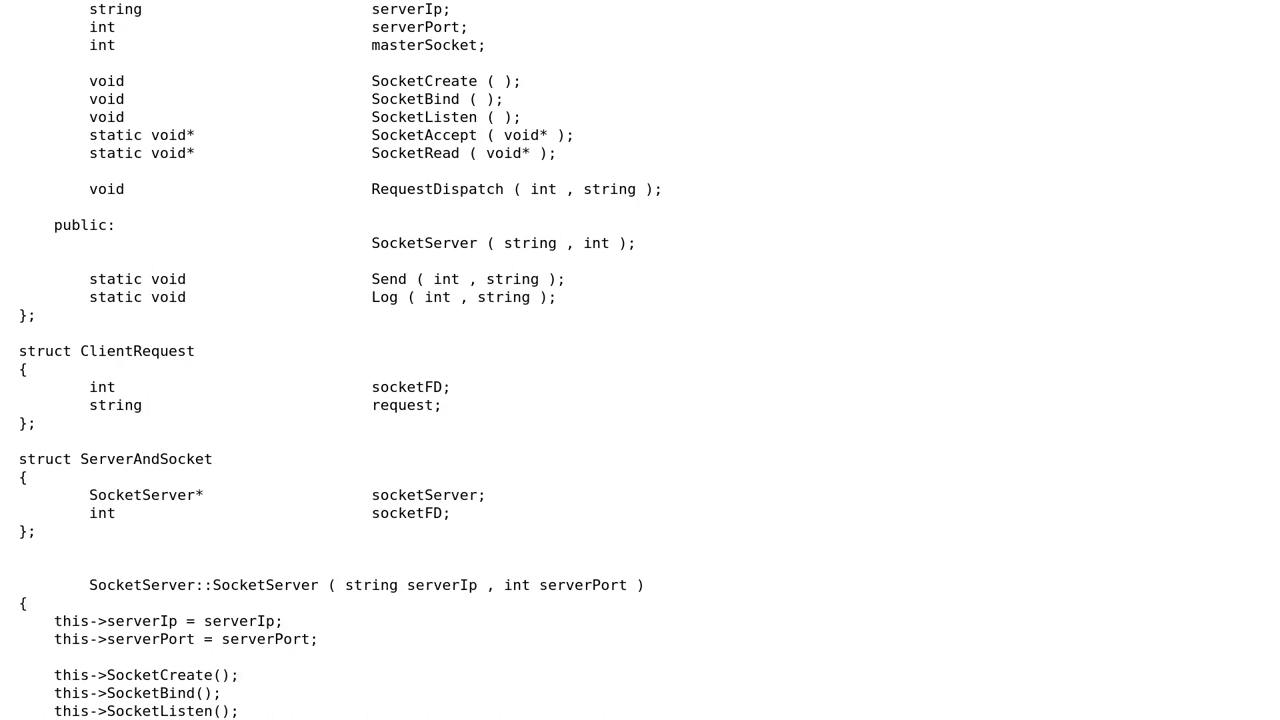 string serverIp;
int serverPort;
int masterSocket;
void SocketCreate ( );
void SocketBind ( );
void SocketListen ( );
static void* SocketAccept ( void* );
static void* SocketRead ( void* );
void RequestDispatch ( int , string );
public:
SocketServer ( string , int );
static void Send ( int , string );
static void Log ( int , string );
};
struct ClientRequest
{
int socketFD;
string request;
};
struct ServerAndSocket
{
SocketServer* socketServer;
int socketFD;
};
SocketServer::SocketServer ( string serverIp , int serverPort )
{
this->serverIp = serverIp;
this->serverPort = serverPort;
this->SocketCreate();
this->SocketBind();
this->SocketListen();